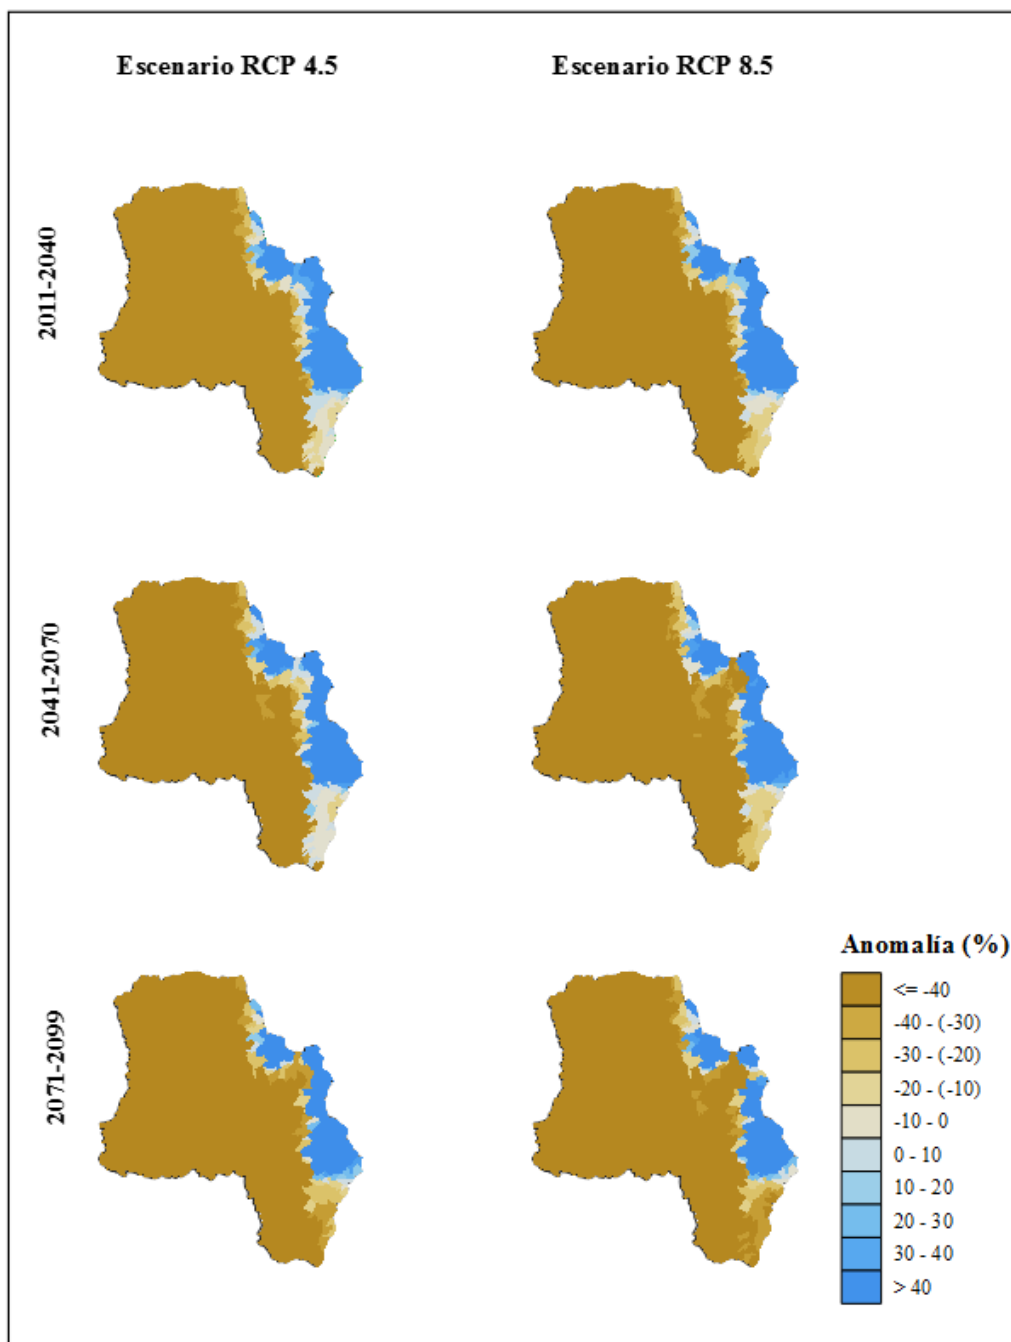 Escenario RCP 4.5
Escenario RCP 8.5
2011-2040
2041-2070
2071-2099
Anomalía (%)
<= -40
-40 - (-30)
-30 - (-20)
-20 - (-10)
-10 - 0
0 - 10
10 - 20
20 - 30
30 - 40
> 40